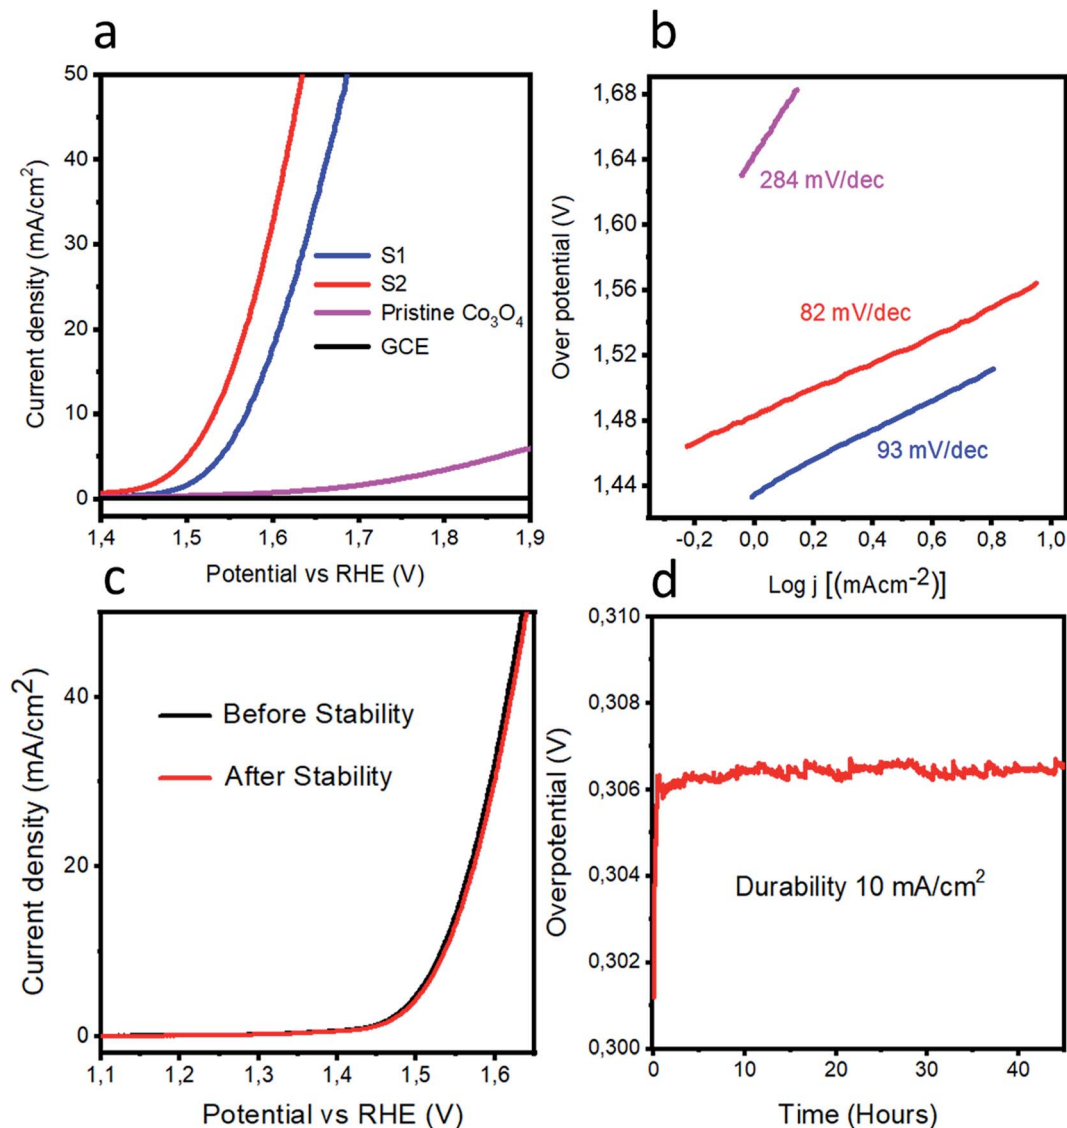 a
50
40
30
20
10
0
Current density (mA/cm²)
S1
S2
Pristine Co₃O₄
GCE
1,4 1,5 1,6 1,7 1,8 1,9
Potential vs RHE (V)
b
1,68
1,64
1,60
1,56
1,52
1,48
1,44
Over potential (V)
284 mV/dec
82 mV/dec
93 mV/dec
-0,2 0,0 0,2 0,4 0,6 0,8 1,0
Log j [(mAcm⁻²)]
c
40
20
0
Current density (mA/cm²)
Before Stability
After Stability
1,1 1,2 1,3 1,4 1,5 1,6
Potential vs RHE (V)
d
0,310
0,308
0,306
0,304
0,302
0,300
Overpotential (V)
Durability 10 mA/cm²
0 10 20 30 40
Time (Hours)